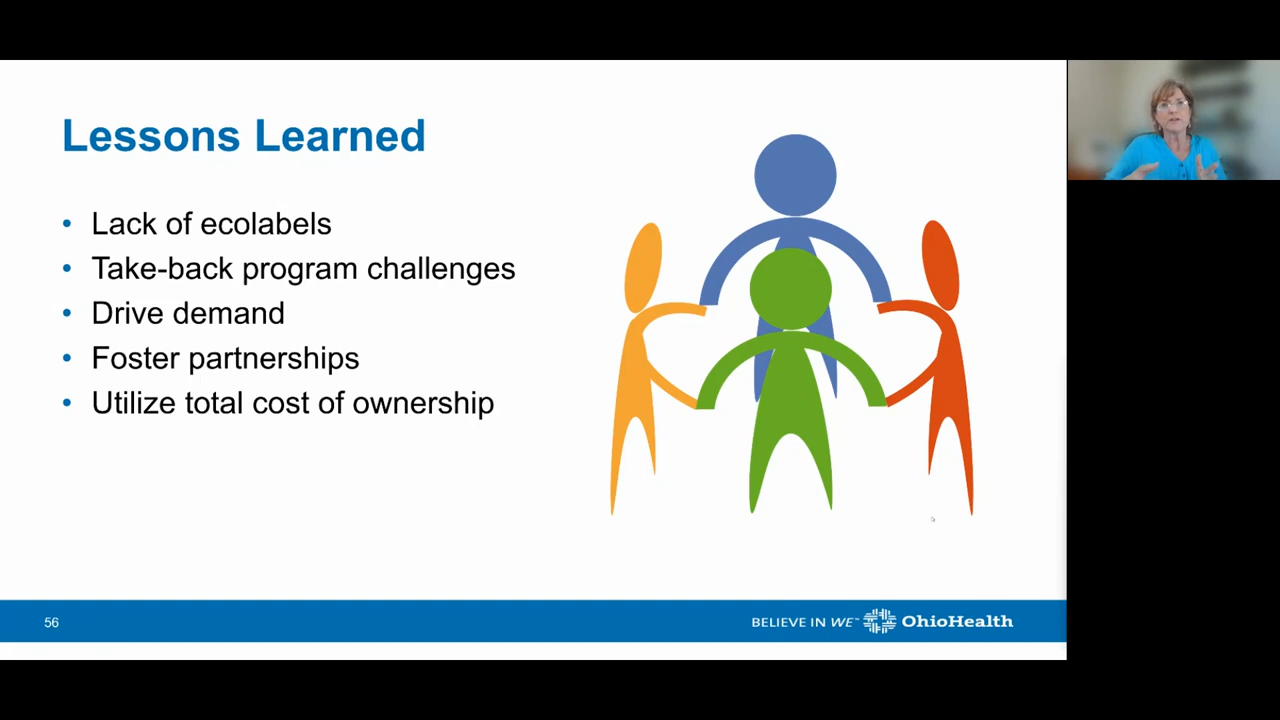 Lessons Learned
• Lack of ecolabels
• Take-back program challenges
• Drive demand
• Foster partnerships
• Utilize total cost of ownership
56
BELIEVE IN WE™ OhioHealth